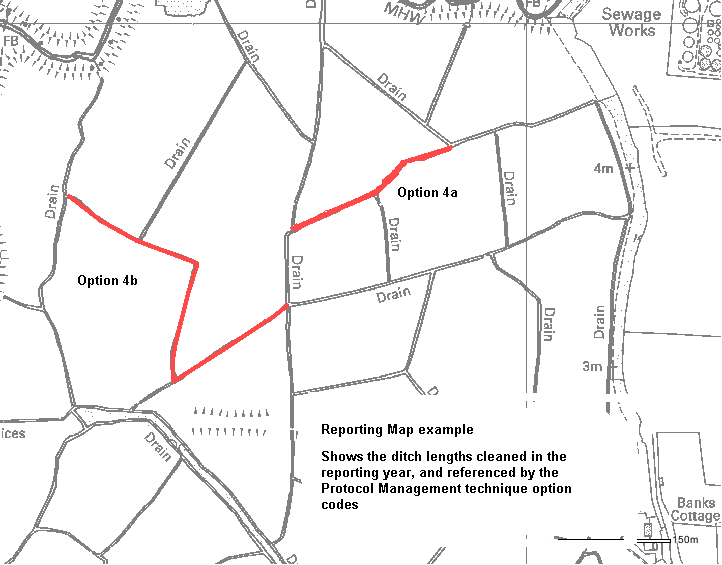 FB
MHW
FB
Sewage
Works
Drain
Drain
Drain
4m
Option 4a
Drain
Drain
Drain
Drain
Option 4b
Drain
Drain
Drain
Drain
3m
D
ices
Drain
Reporting Map example
Shows the ditch lengths cleaned in the
reporting year, and referenced by the
Protocol Management technique option
codes
Banks
Cottage
150m
D